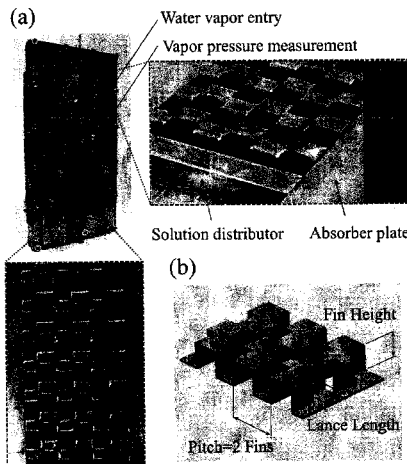 (a)
Water vapor entry
Vapor pressure measurement
Solution distributor
Absorber plate
(b)
Fin Height
Lance Length
Pitch=2 Fins